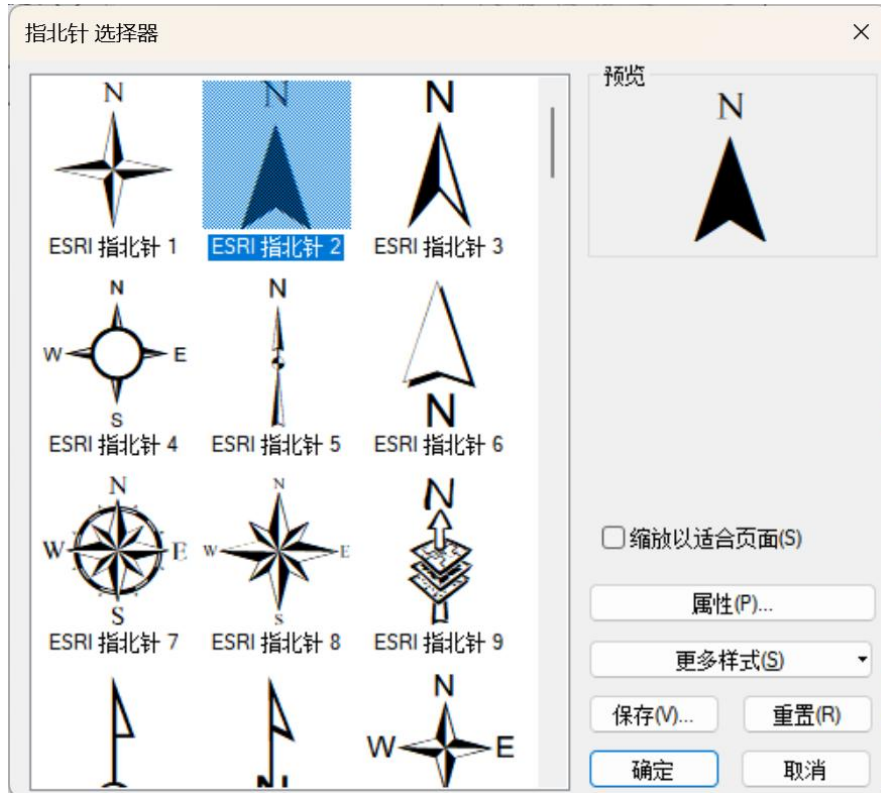 指北针 选择器
预览
N
N
N
N
ESRI 指北针 1
ESRI 指北针 2
ESRI 指北针 3
N
W
E
S
N
N
ESRI 指北针 4
ESRI 指北针 5
ESRI 指北针 6
N
W
E
S
N
W
E
S
N
缩放以适合页面(S)
ESRI 指北针 7
ESRI 指北针 8
ESRI 指北针 9
属性(P)...
更多样式(S)
N
W
E
保存(V)...
重置(R)
确定
取消